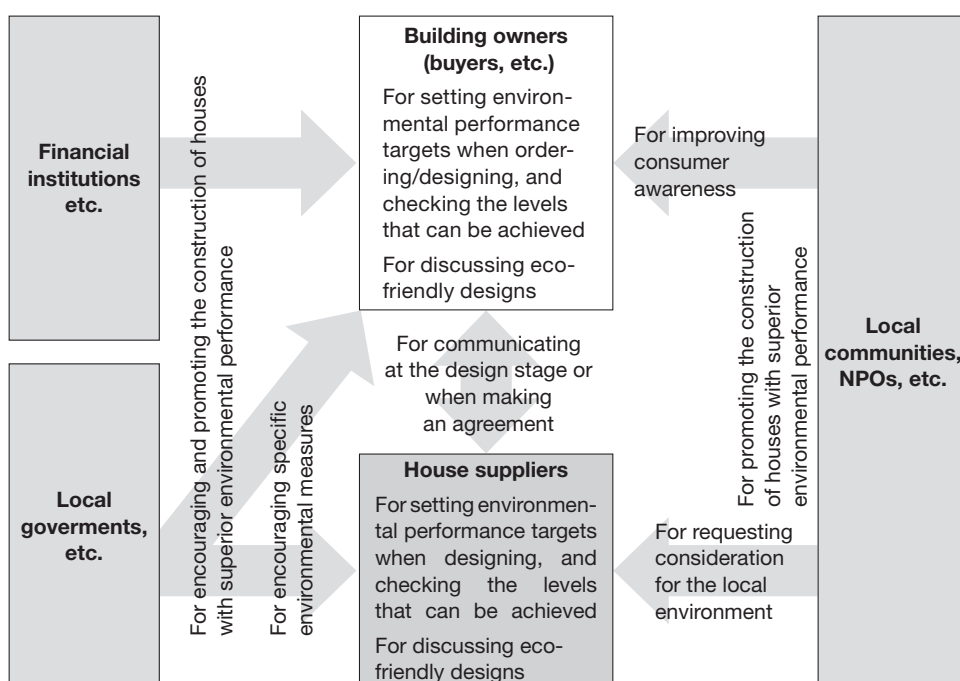 Financial
institutions
etc.
Local
goverments,
etc.
For encouraging and promoting the construction of houses
with superior environmental performance
For encouraging specific
environmental measures
Building owners
(buyers, etc.)
For setting environ-
mental performance
targets when order-
ing/designing, and
checking the levels
that can be achieved
For discussing eco-
friendly designs
For communicating
at the design stage or
when making
an agreement
House suppliers
For setting environmen-
tal performance targets
when designing, and
checking the levels
that can be achieved
For discussing eco-
friendly designs
For improving
consumer
awareness
For promoting the construction
of houses with superior
environmental performance
For requesting
consideration
for the local
environment
Local
communities,
NPOs, etc.